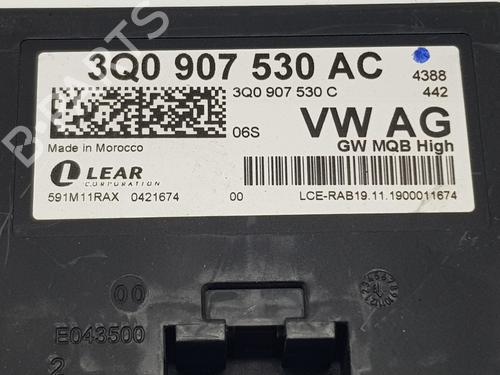 3Q0 907 530 AC
4388
3Q0 907 530 C
442
06S
VW AG
Made in Morocco
GW MQB High
LEAR
CORPORATION
591M11RAX 0421674 00 LCE-RAB19.11.1900011674
00
E043500
2